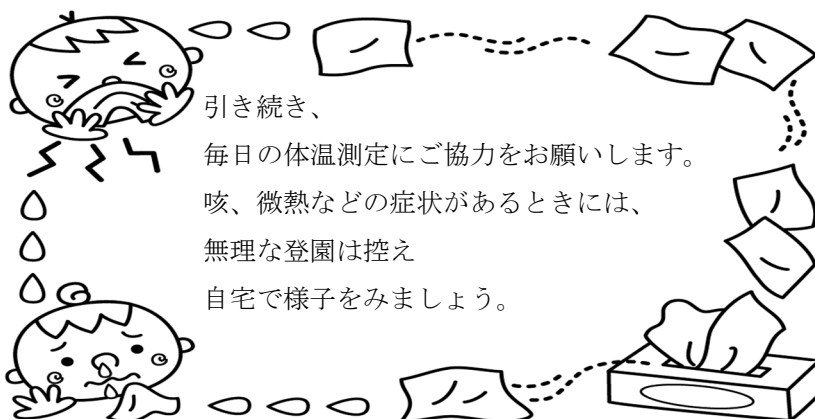 引き続き、
毎日の体温測定にご協力をお願いします。
咳、微熱などの症状があるときには、
無理な登園は控え
自宅で様子をみましょう。